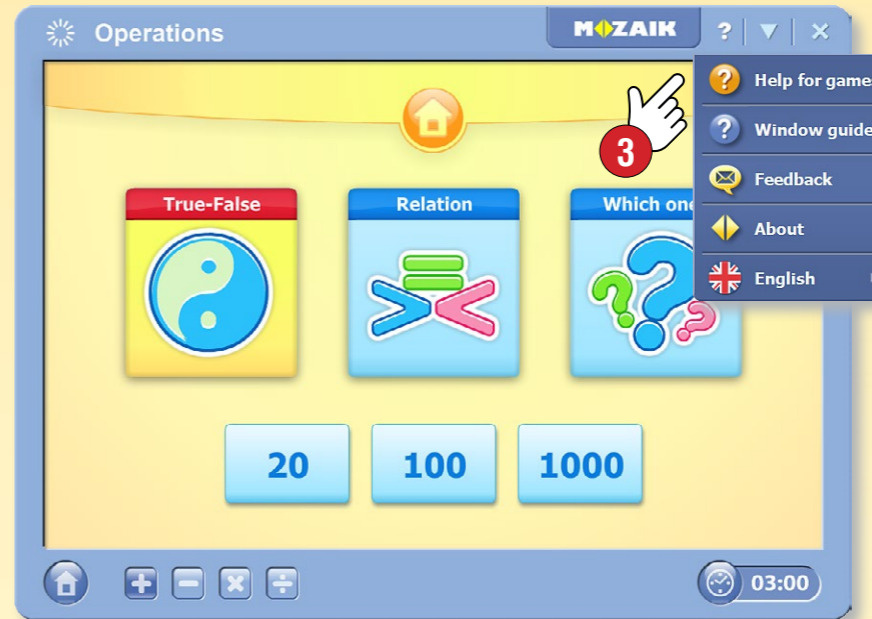 Operations
MOZAIK ?
Help for games
Window guide
Feedback
About
English
3
True-False
Relation
Which one
20
100
1000
03:00